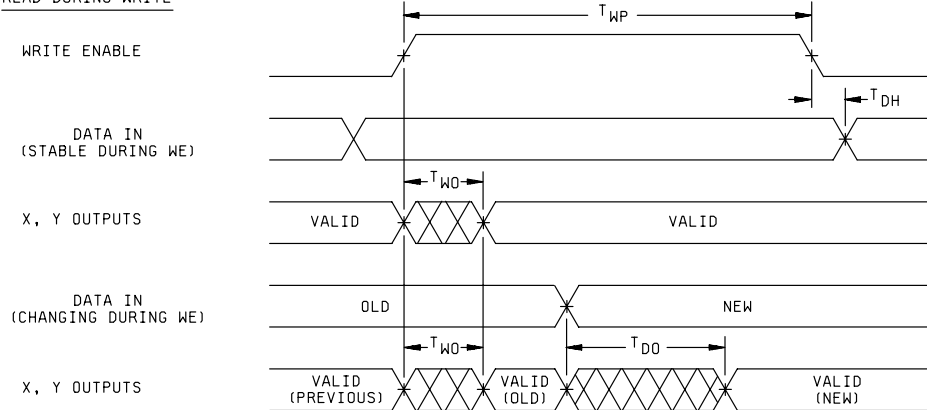 READ DURING WRITE
T WP
WRITE ENABLE
T DH
DATA IN
(STABLE DURING WE)
T WO
X, Y OUTPUTS
VALID
VALID
DATA IN
(CHANGING DURING WE)
OLD
NEW
T WO
T DO
X, Y OUTPUTS
VALID
(PREVIOUS)
VALID
(OLD)
VALID
(NEW)